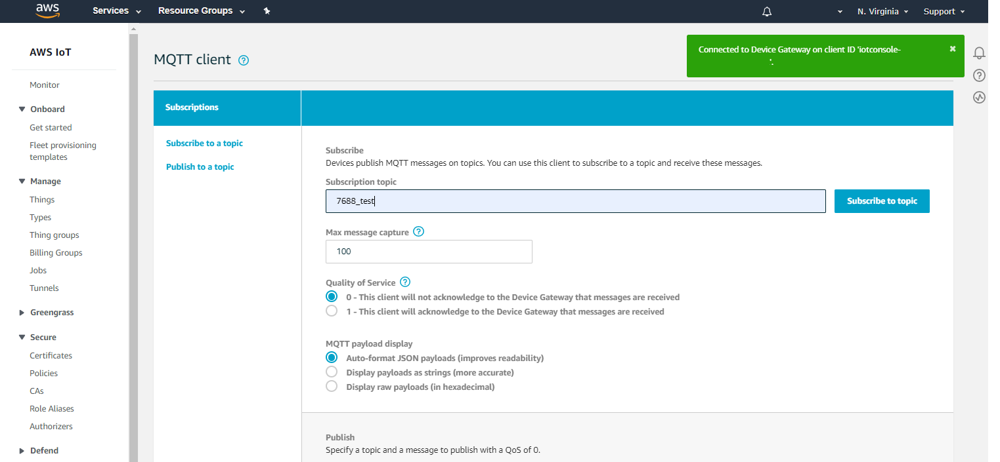 aws Services Resource Groups N. Virginia Support
AWS IoT
Monitor
Onboard
Get started
Fleet provisioning
templates
Manage
Things
Types
Thing groups
Billing Groups
Jobs
Tunnels
Greengrass
Secure
Certificates
Policies
CAs
Role Aliases
Authorizers
Defend
MQTT client ?
Connected to Device Gateway on client ID 'iotconsole-
'.
Subscriptions
Subscribe to a topic
Publish to a topic
Subscribe
Devices publish MQTT messages on topics. You can use this client to subscribe to a topic and receive these messages.
Subscription topic
7688_test
Subscribe to topic
Max message capture ?
100
Quality of Service ?
0 - This client will not acknowledge to the Device Gateway that messages are received
1 - This client will acknowledge to the Device Gateway that messages are received
MQTT payload display
Auto-format JSON payloads (improves readability)
Display payloads as strings (more accurate)
Display raw payloads (in hexadecimal)
Publish
Specify a topic and a message to publish with a QoS of 0.
?